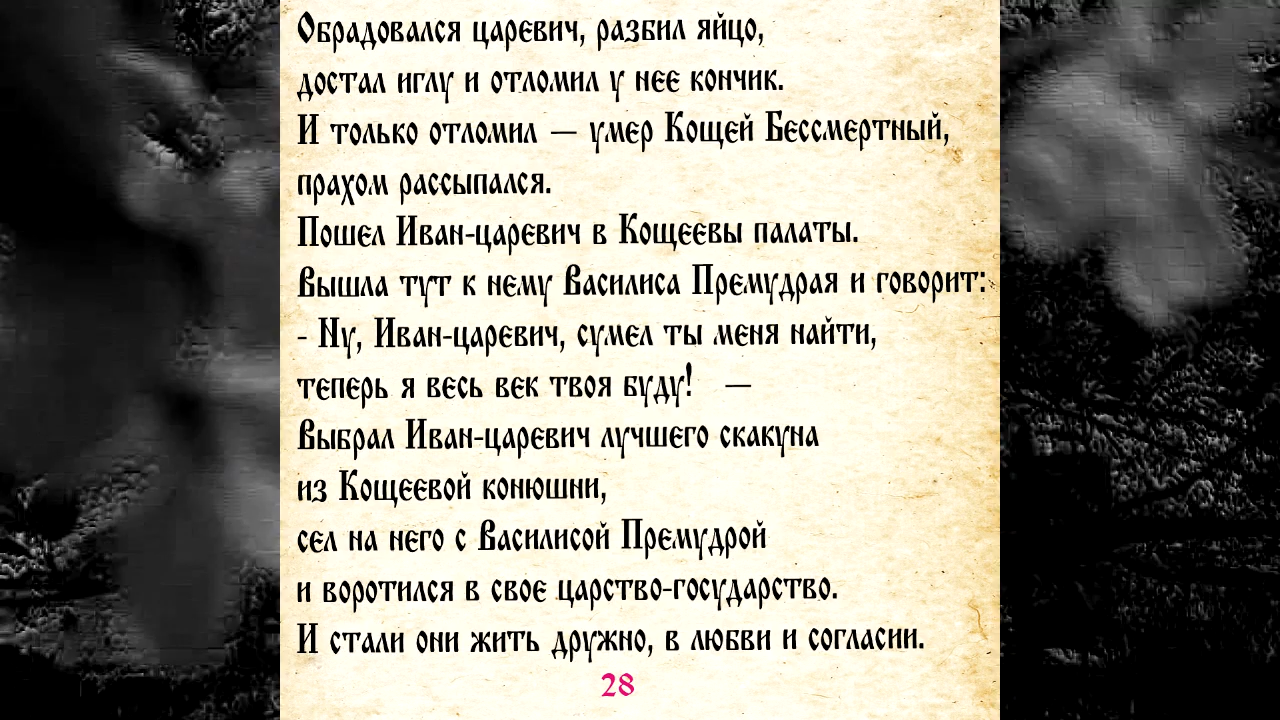 Обрадовался царевич, разбил яйцо,
достал иглу и отломил у нее кончик.
И только отломил — умер Кощей Бессмертный,
прахом рассыпался.
Пошел Иван-царевич в Кощеевы палаты.
Вышла тут к нему Василиса Премудрая и говорит:
- Ну, Иван-царевич, сумел ты меня найти,
теперь я весь век твоя буду! —
Выбрал Иван-царевич лучшего скакуна
из Кощеевой конюшни,
сел на него с Василисой Премудрой
и воротился в свое царство-государство.
И стали они жить дружно, в любви и согласии.
28